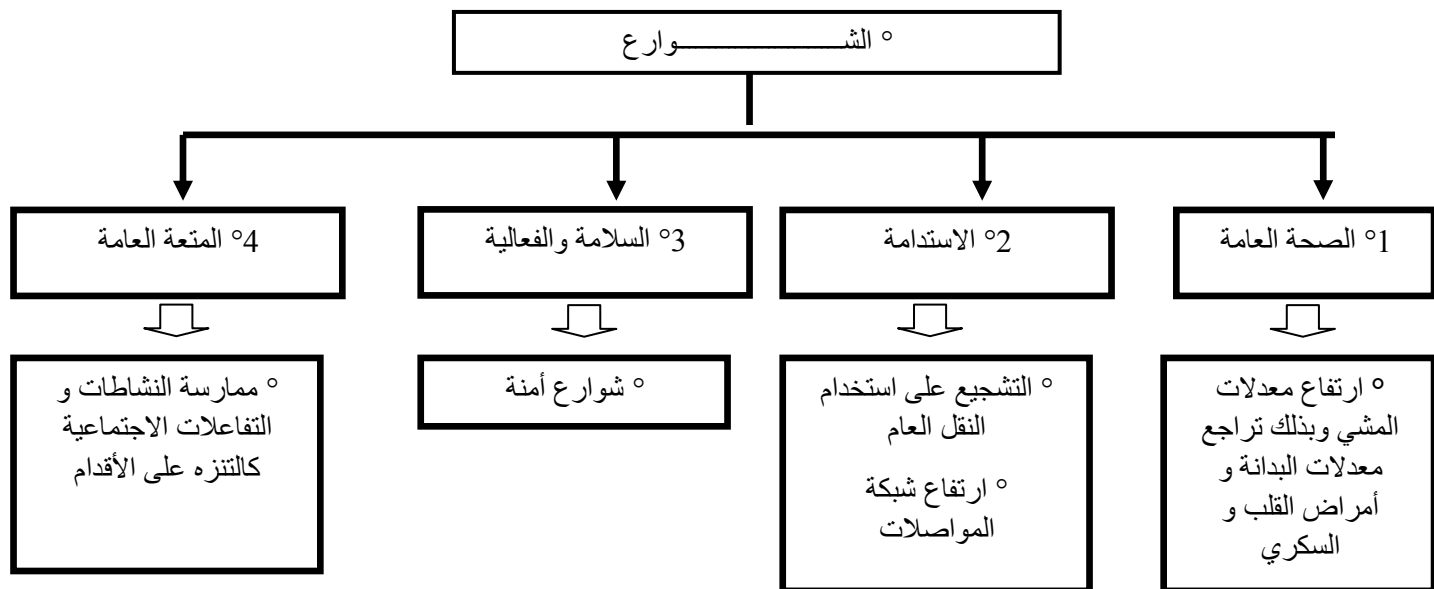 ° الشـــــــــــــــــوارع
1° الصحة العامة
2° الاستدامة
3° السلامة والفعالية
4° المتعة العامة
° ارتفاع معدلات
المشي وبذلك تراجع
معدلات البدانة و
أمراض القلب و
السكري
° التشجيع على استخدام
النقل العام
° ارتفاع شبكة
المواصلات
° شوارع أمنة
° ممارسة النشاطات و
التفاعلات الاجتماعية
كالتنزه على الأقدام